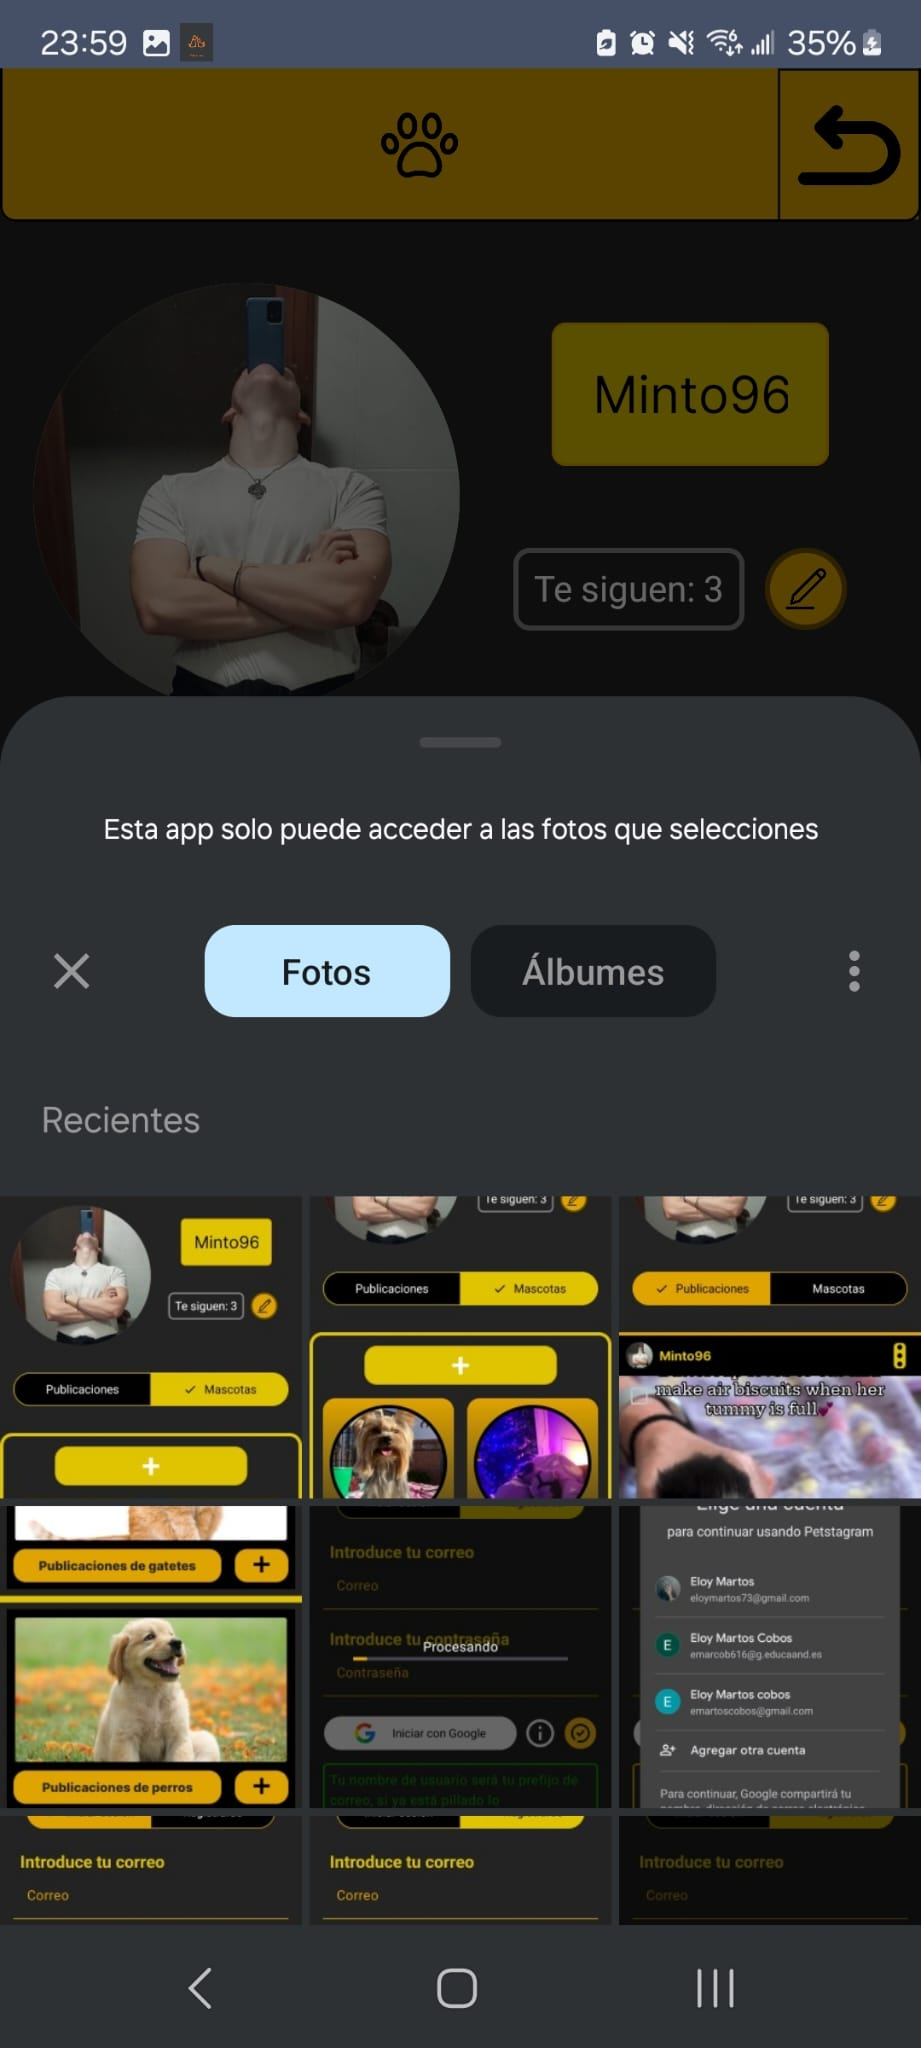 23:59
35%
Minto96
Te siguen: 3
Esta app solo puede acceder a las fotos que selecciones
Fotos
Álbumes
Recientes
Minto96
Te siguen: 3
Publicaciones
Mascotas
Te siguen: 3
Publicaciones
Mascotas
Te siguen: 3
Publicaciones
Mascotas
Minto96
make air biscuits when her
tummy is full
Publicaciones de gatetes
Publicaciones de perros
Introduce tu correo
Correo
Introduce tu contraseña
Procesando
Contraseña
Iniciar con Google
Tu nombre de usuario será tu prefijo de
correo, si ya está pillado lo
Elige una cuenta
para continuar usando Petstagram
Eloy Martos
eloymartos73@gmail.com
Eloy Martos Cobos
emarcob616@g.educaand.es
Eloy Martos cobos
emartoscobos@gmail.com
Agregar otra cuenta
Para continuar, Google compartirá tu
Introduce tu correo
Correo
Introduce tu correo
Correo
Introduce tu correo
Correo